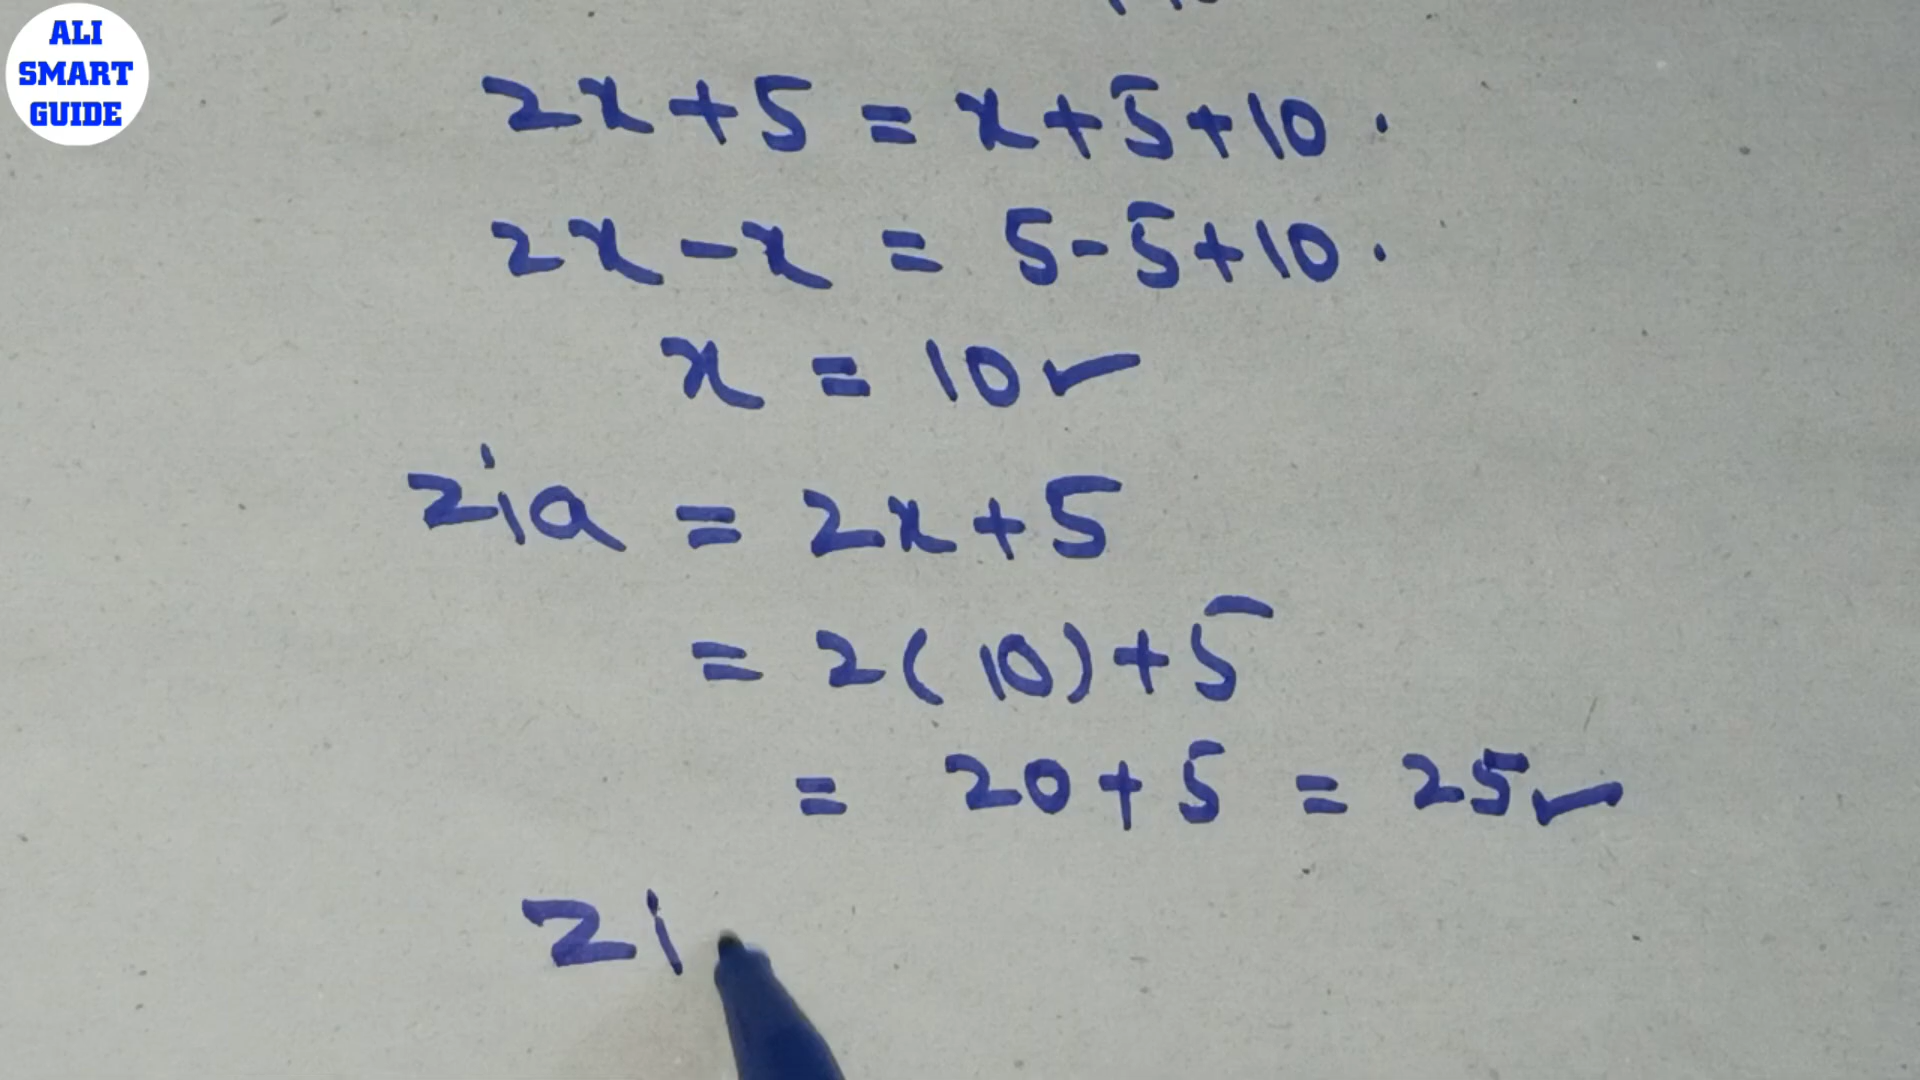 ALI
SMART
GUIDE
2x+5 = x+5+10.
2x-x = 5-5+10.
x = 10✓
zia = 2x+5
= 2(10)+5
= 20+5 = 25✓
zi